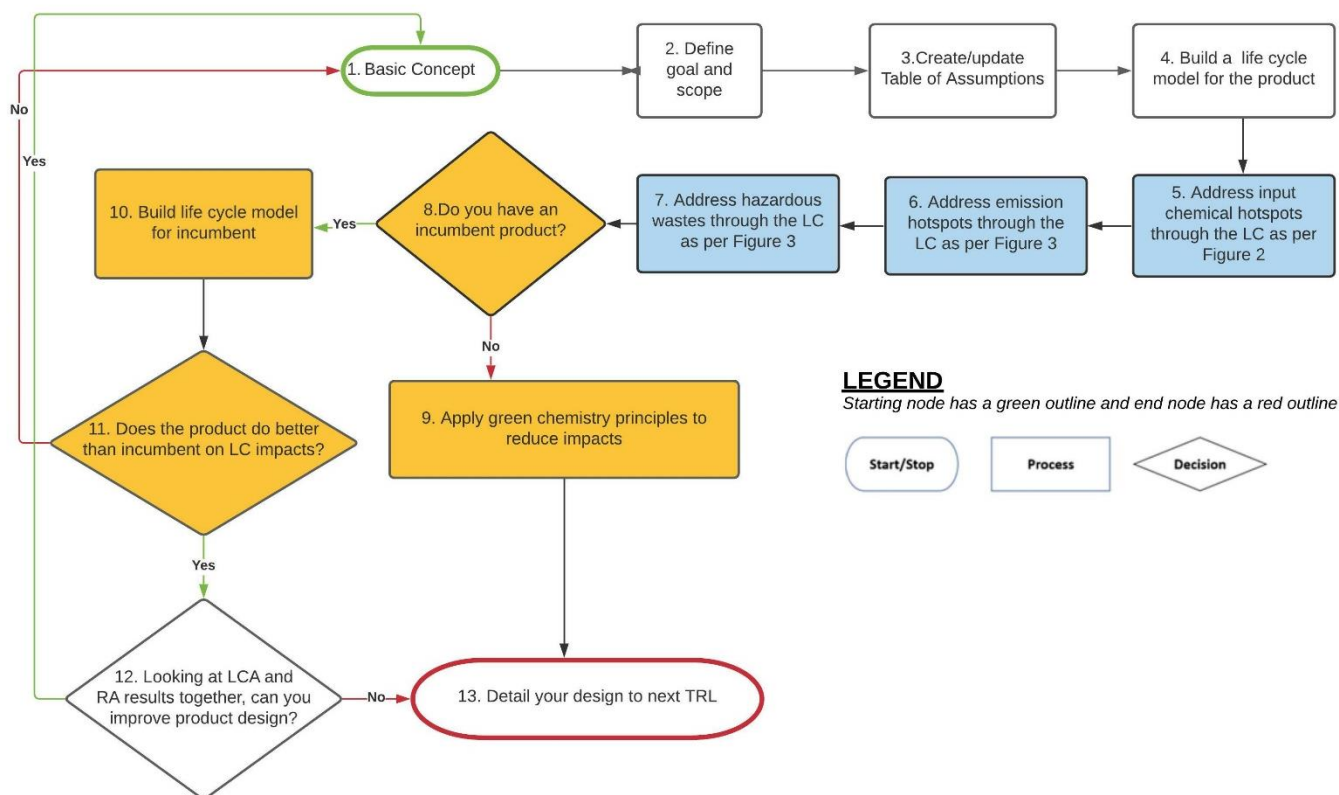 1. Basic Concept
2. Define
goal and
scope
3.Create/update
Table of Assumptions
4. Build a life cycle
model for the product
No
Yes
10. Build life cycle model
for incumbent
Yes
8.Do you have an
incumbent product?
7. Address hazardous
wastes through the LC
as per Figure 3
6. Address emission
hotspots through the
LC as per Figure 3
5. Address input
chemical hotspots
through the LC as per
Figure 2
No
11. Does the product do better
than incumbent on LC impacts?
9. Apply green chemistry principles to
reduce impacts
LEGEND
Starting node has a green outline and end node has a red outline
Start/Stop
Process
Decision
Yes
12. Looking at LCA and
RA results together, can you
improve product design?
No
13. Detail your design to next TRL